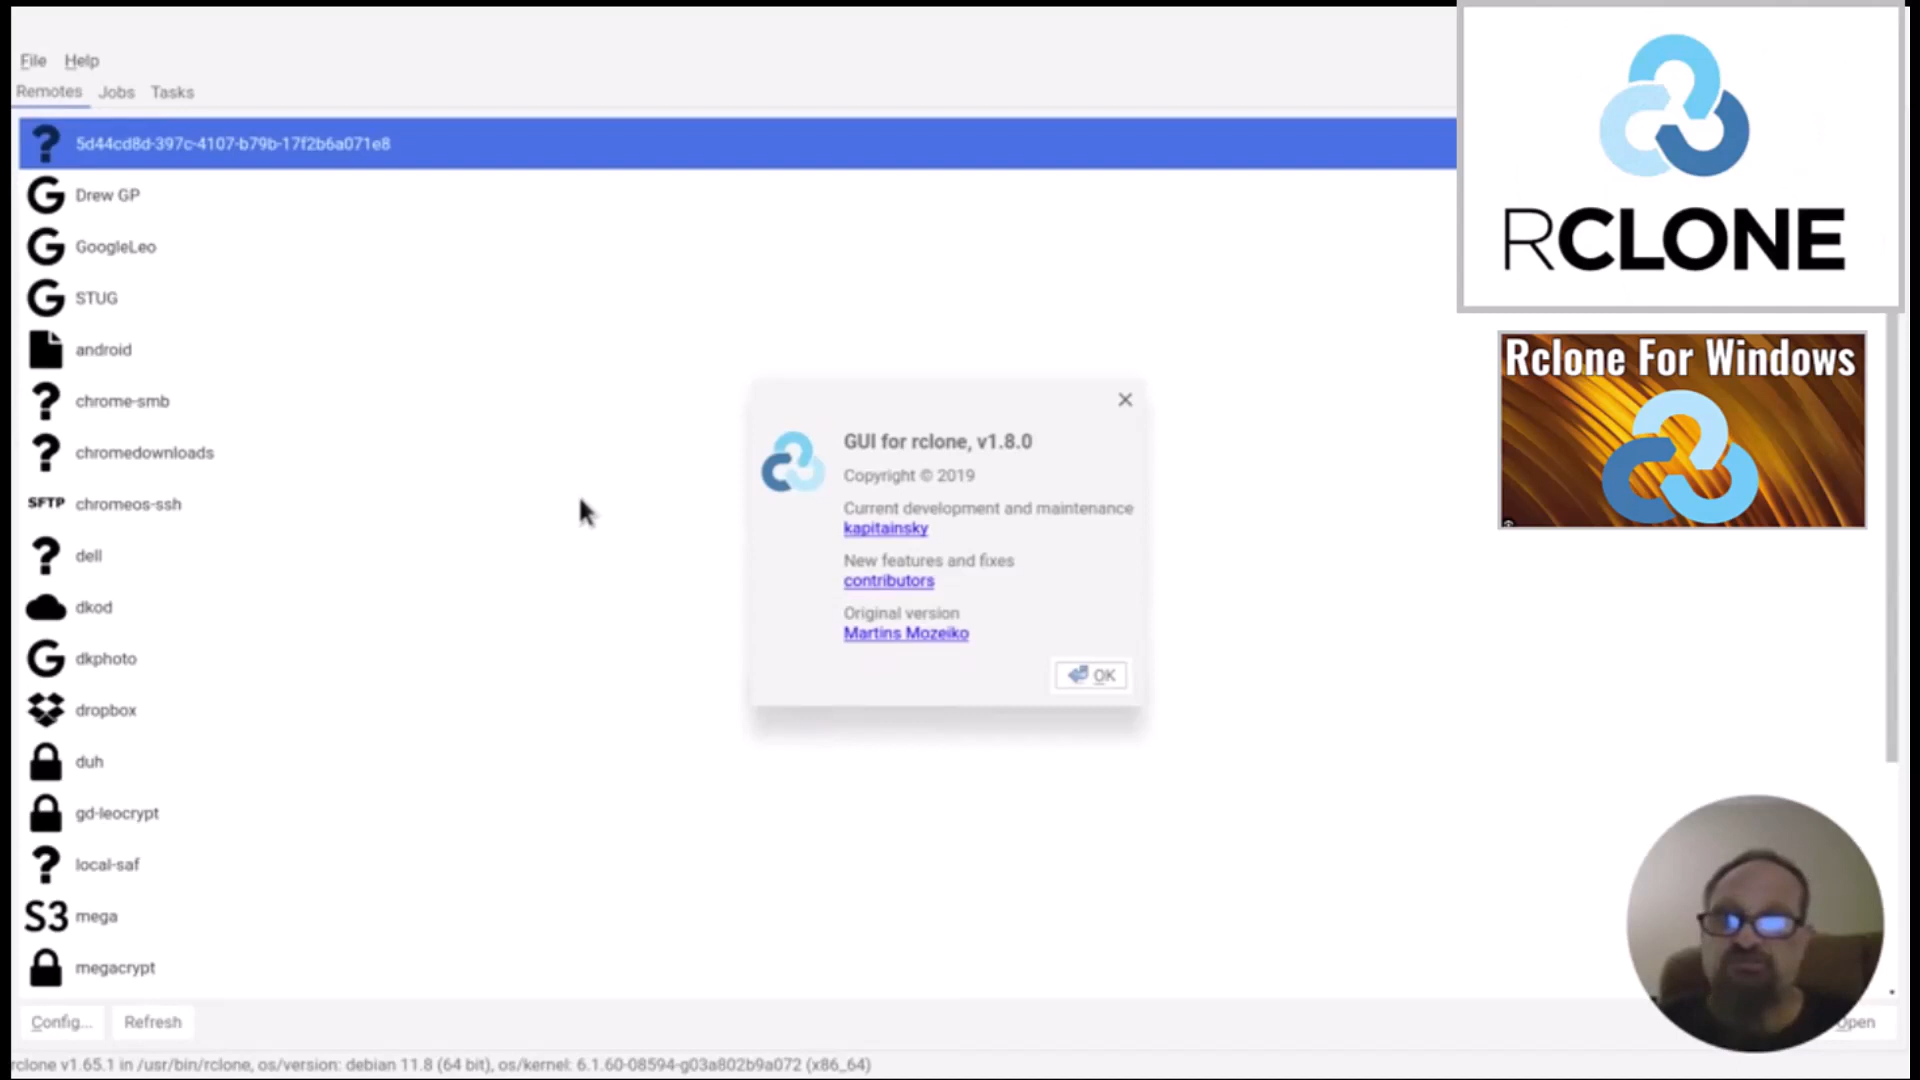 File Help
Remotes Jobs Tasks
5d44cd8d-397c-4107-b79b-17f2b6a071e8
Drew GP
GoogleLeo
STUG
android
chrome-smb
chromedownloads
SFTP chromeos-ssh
dell
dkod
dkphoto
dropbox
duh
gd-leocrypt
local-saf
S3 mega
megacrypt
Config... Refresh
Open
rclone v1.65.1 in /usr/bin/rclone, os/version: debian 11.8 (64 bit), os/kernel: 6.1.60-08594-g03a802b9a072 (x86_64)
GUI for rclone, v1.8.0
Copyright © 2019
Current development and maintenance
kapitainsky
New features and fixes
contributors
Original version
Martins Mozeiko
OK
RCLONE
Rclone For Windows